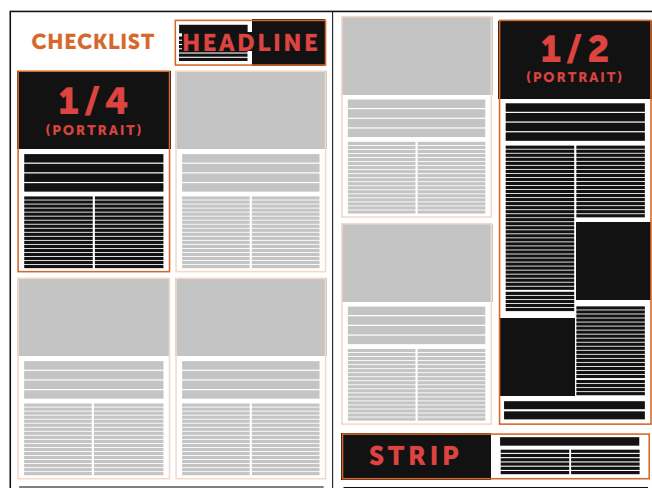 CHECKLIST
HEADLINE
1/4
(PORTRAIT)
1/2
(PORTRAIT)
STRIP